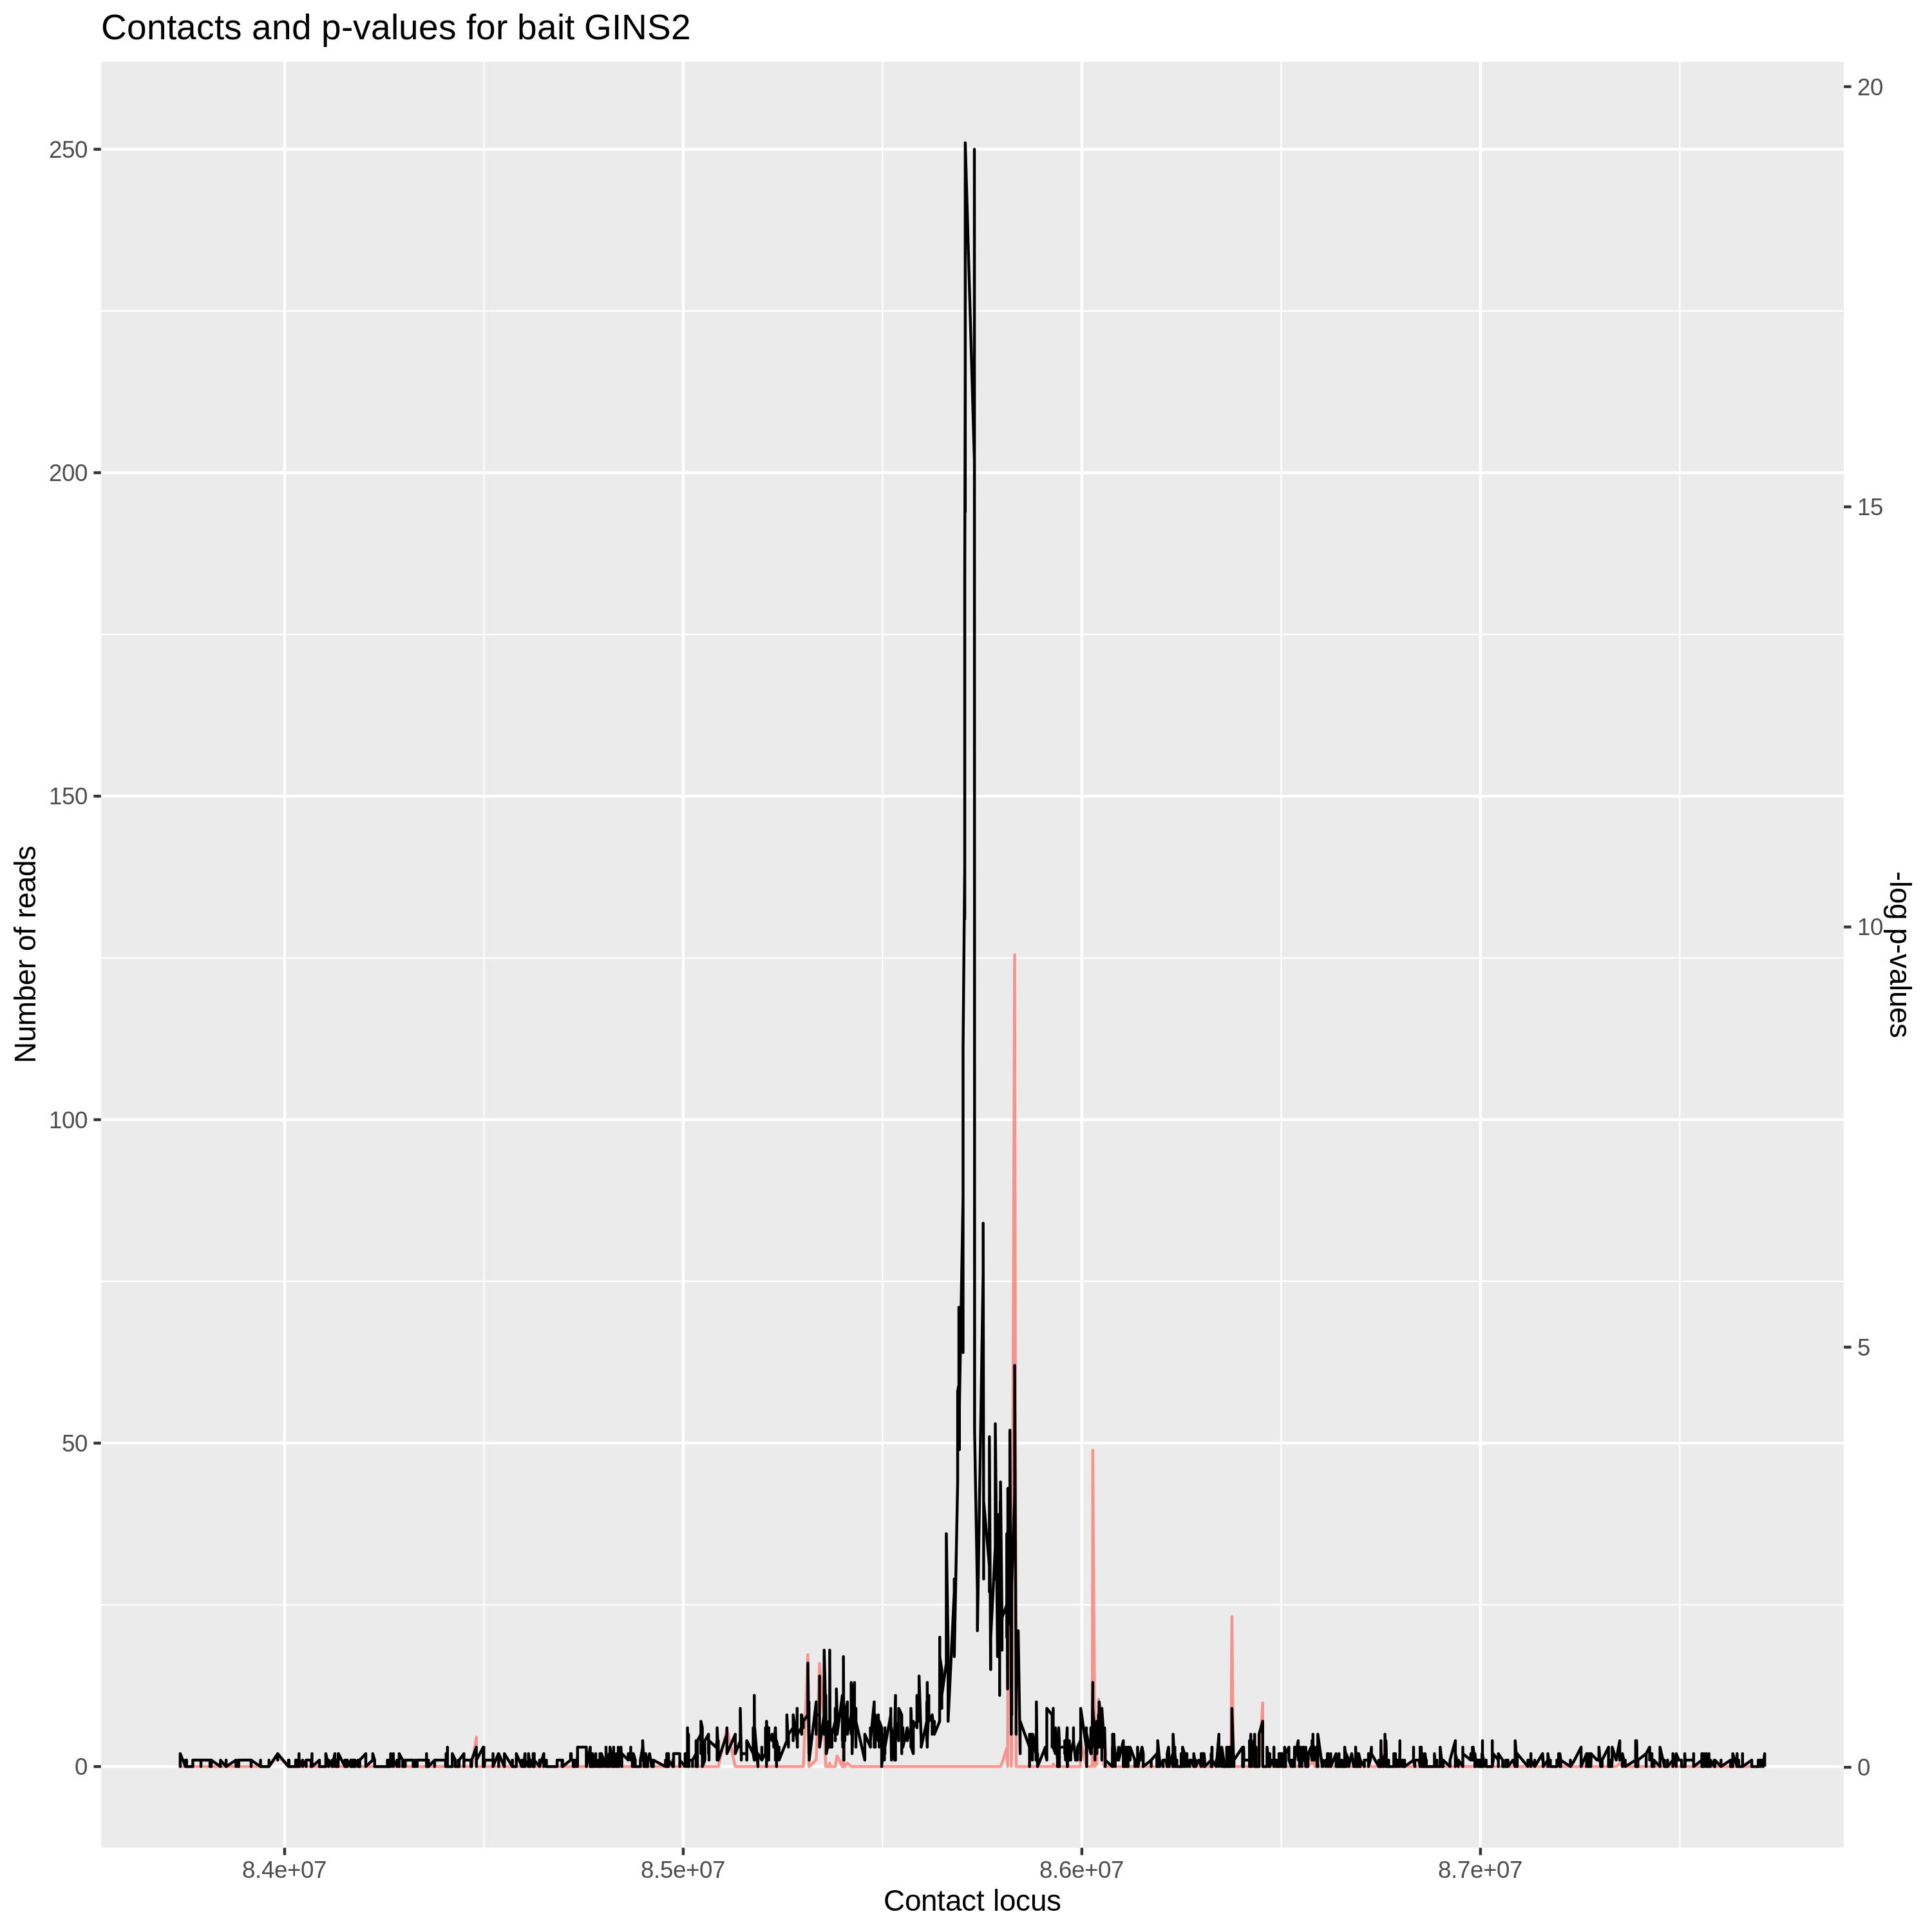 Contacts and p-values for bait GINS2
250
200
150
100
50
0
Number of reads
20
15
10
5
0
-log p-values
8.4e+07
8.5e+07
8.6e+07
8.7e+07
Contact locus